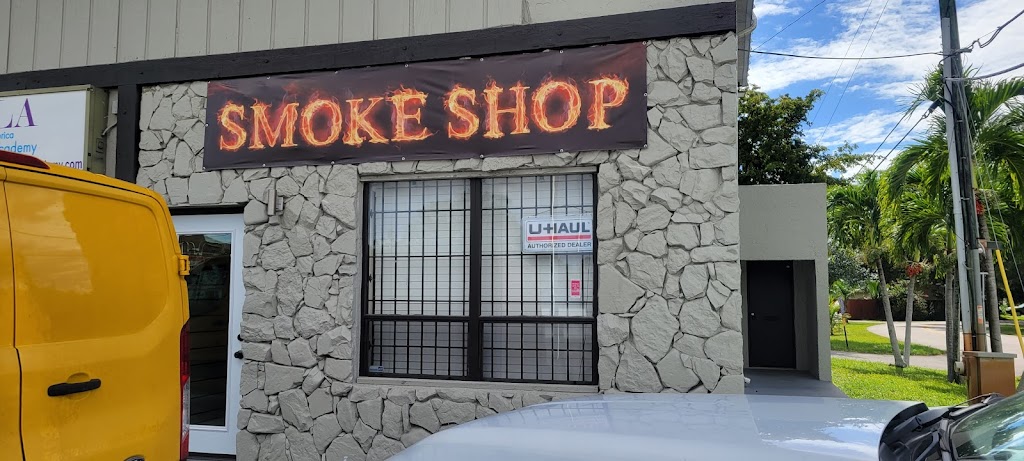 SMOKE SHOP
LA
U-HAUL
AUTHORIZED DEALER